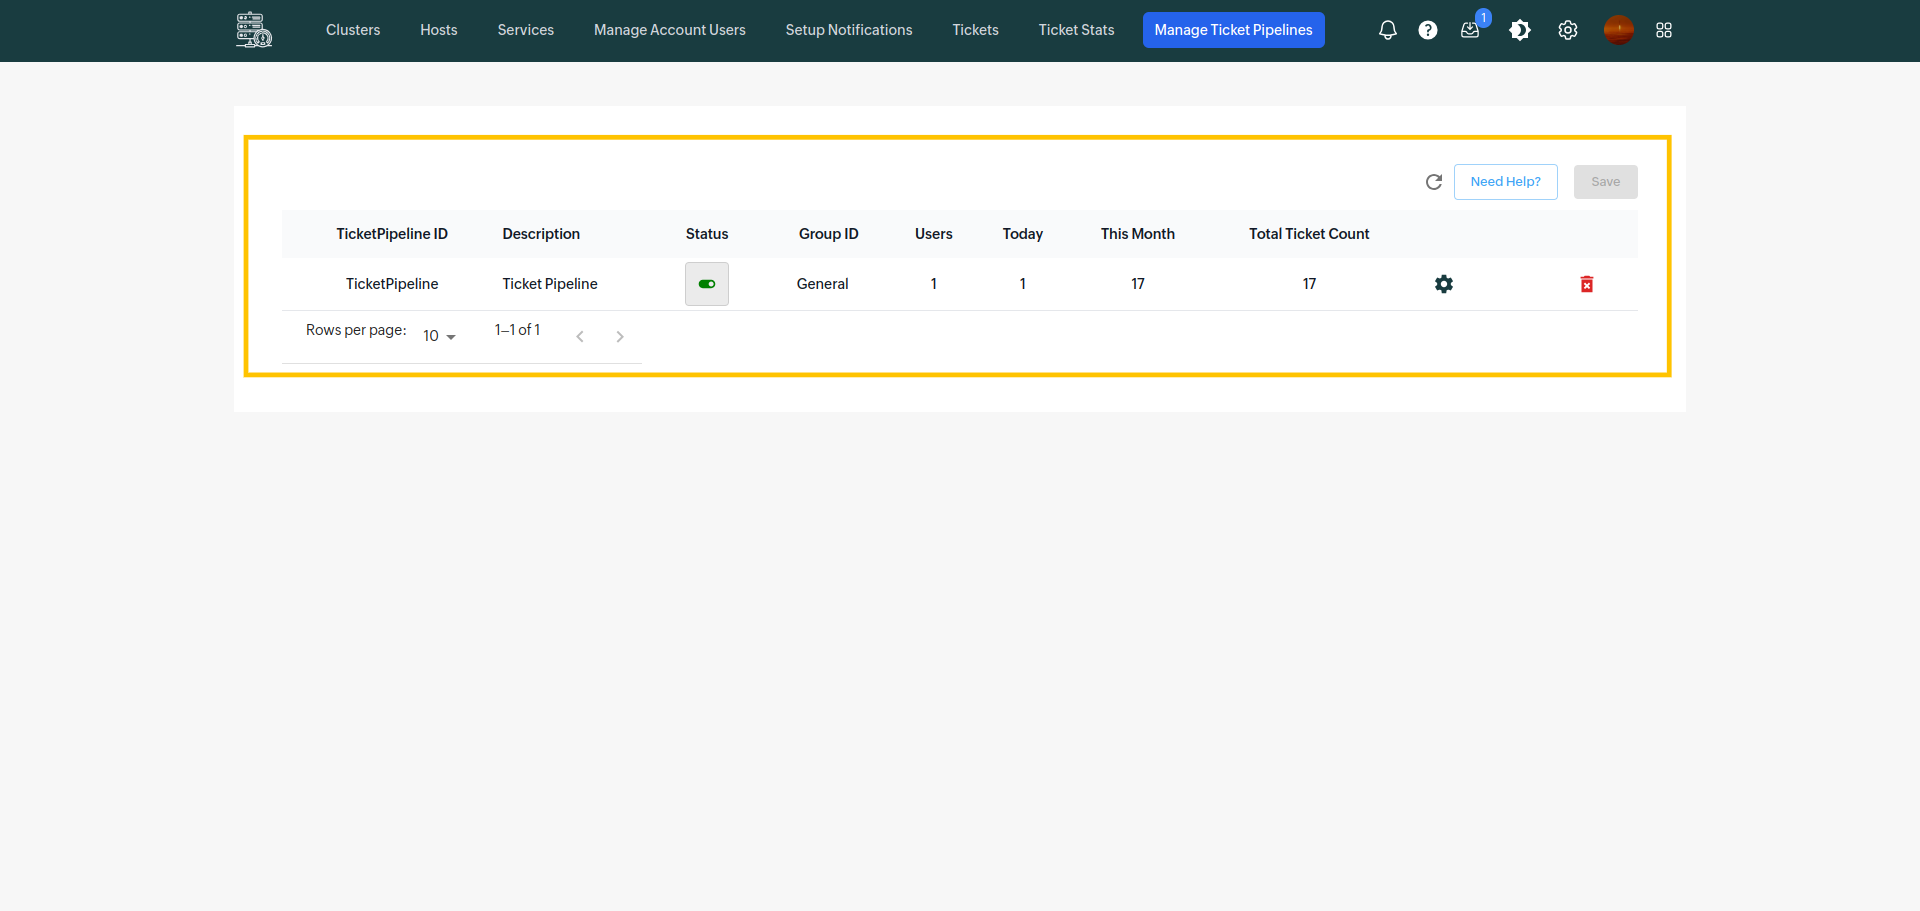 Clusters Hosts Services Manage Account Users Setup Notifications Tickets Ticket Stats Manage Ticket Pipelines ? 1
Need Help? Save
TicketPipeline ID Description Status Group ID Users Today This Month Total Ticket Count
TicketPipeline Ticket Pipeline General 1 1 17 17
Rows per page: 10 1–1 of 1